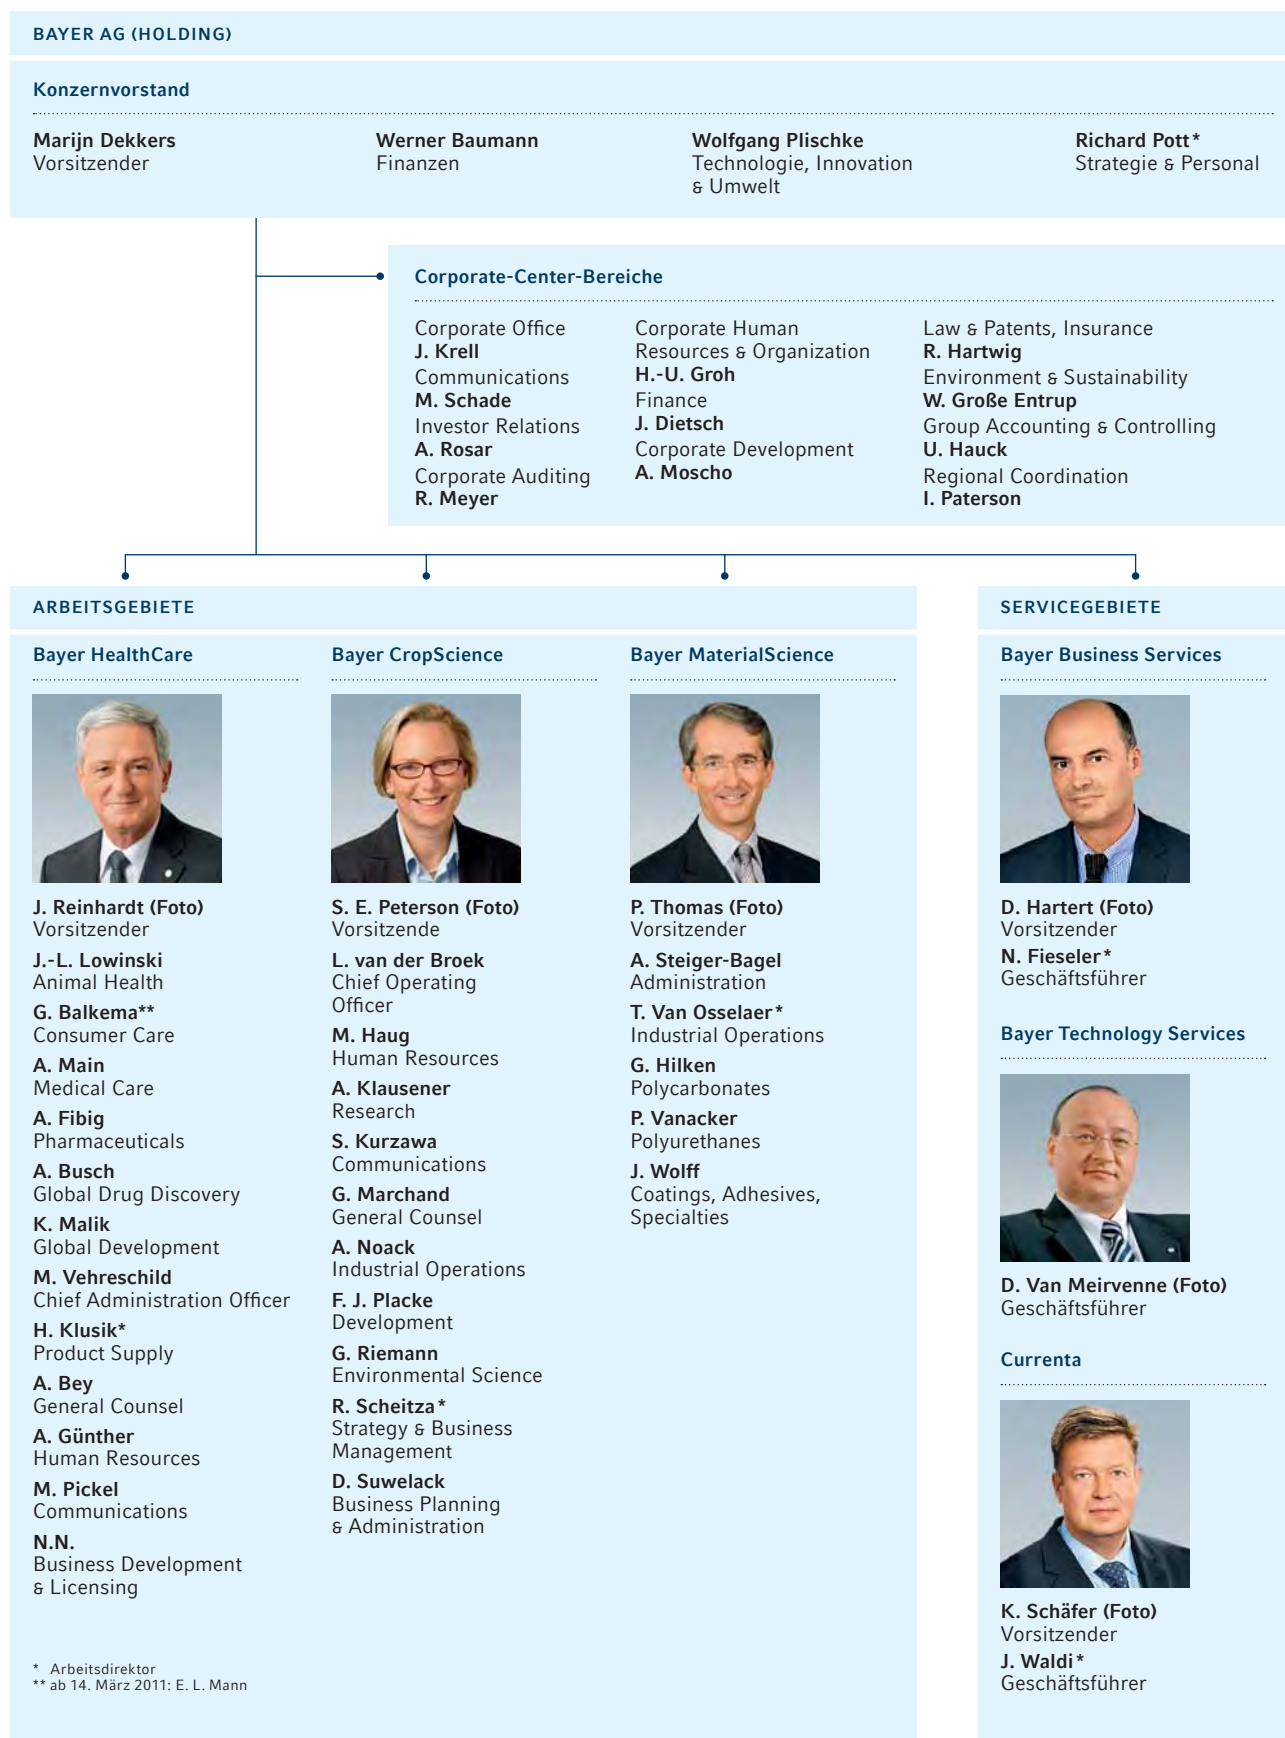 BAYER AG (HOLDING)
Konzernvorstand
Marijn Dekkers
Vorsitzender
Werner Baumann
Finanzen
Wolfgang Plischke
Technologie, Innovation
& Umwelt
Richard Pott*
Strategie & Personal
Corporate-Center-Bereiche
Corporate Office
J. Krell
Communications
M. Schade
Investor Relations
A. Rosar
Corporate Auditing
R. Meyer
Corporate Human
Resources & Organization
H.-U. Groh
Finance
J. Dietsch
Corporate Development
A. Moscho
Law & Patents, Insurance
R. Hartwig
Environment & Sustainability
W. Große Entrup
Group Accounting & Controlling
U. Hauck
Regional Coordination
I. Paterson
ARBEITSGEBIETE
Bayer HealthCare
J. Reinhardt (Foto)
Vorsitzender
J.-L. Lowinski
Animal Health
G. Balkema**
Consumer Care
A. Main
Medical Care
A. Fibig
Pharmaceuticals
A. Busch
Global Drug Discovery
K. Malik
Global Development
M. Vehreschild
Chief Administration Officer
H. Klusik*
Product Supply
A. Bey
General Counsel
A. Günther
Human Resources
M. Pickel
Communications
N.N.
Business Development
& Licensing
Bayer CropScience
S. E. Peterson (Foto)
Vorsitzende
L. van der Broek
Chief Operating
Officer
M. Haug
Human Resources
A. Klausener
Research
S. Kurzawa
Communications
G. Marchand
General Counsel
A. Noack
Industrial Operations
F. J. Placke
Development
G. Riemann
Environmental Science
R. Scheitza*
Strategy & Business
Management
D. Suwelack
Business Planning
& Administration
Bayer MaterialScience
P. Thomas (Foto)
Vorsitzender
A. Steiger-Bagel
Administration
T. Van Osselaer*
Industrial Operations
G. Hilken
Polycarbonates
P. Vanacker
Polyurethanes
J. Wolff
Coatings, Adhesives,
Specialties
* Arbeitsdirektor
** ab 14. März 2011: E. L. Mann
SERVICEGEBIETE
Bayer Business Services
D. Hartert (Foto)
Vorsitzender
N. Fieseler*
Geschäftsführer
Bayer Technology Services
D. Van Meirvenne (Foto)
Geschäftsführer
Currenta
K. Schäfer (Foto)
Vorsitzender
J. Waldi*
Geschäftsführer